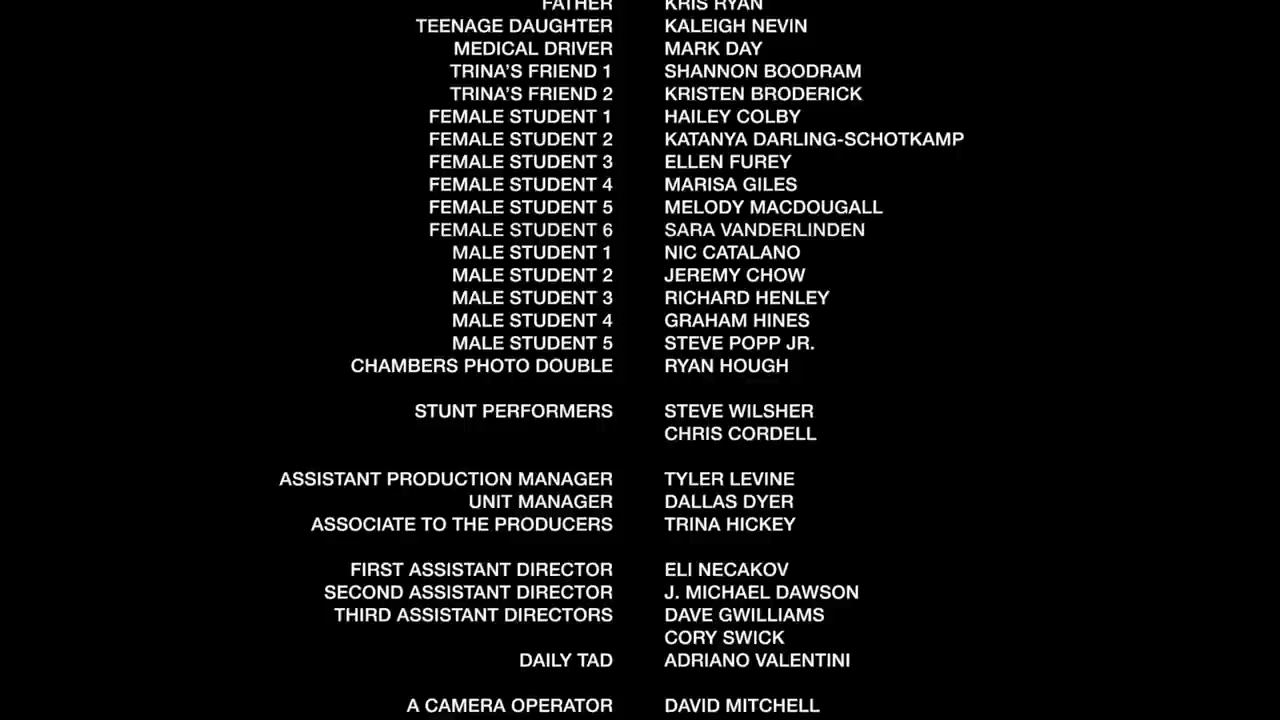 FATHER KRIS RYAN
TEENAGE DAUGHTER KALEIGH NEVIN
MEDICAL DRIVER MARK DAY
TRINA'S FRIEND 1 SHANNON BOODRAM
TRINA'S FRIEND 2 KRISTEN BRODERICK
FEMALE STUDENT 1 HAILEY COLBY
FEMALE STUDENT 2 KATANYA DARLING-SCHOTKAMP
FEMALE STUDENT 3 ELLEN FUREY
FEMALE STUDENT 4 MARISA GILES
FEMALE STUDENT 5 MELODY MACDOUGALL
FEMALE STUDENT 6 SARA VANDERLINDEN
MALE STUDENT 1 NIC CATALANO
MALE STUDENT 2 JEREMY CHOW
MALE STUDENT 3 RICHARD HENLEY
MALE STUDENT 4 GRAHAM HINES
MALE STUDENT 5 STEVE POPP JR.
CHAMBERS PHOTO DOUBLE RYAN HOUGH
STUNT PERFORMERS STEVE WILSHER
CHRIS CORDELL
ASSISTANT PRODUCTION MANAGER TYLER LEVINE
UNIT MANAGER DALLAS DYER
ASSOCIATE TO THE PRODUCERS TRINA HICKEY
FIRST ASSISTANT DIRECTOR ELI NECAKOV
SECOND ASSISTANT DIRECTOR J. MICHAEL DAWSON
THIRD ASSISTANT DIRECTORS DAVE GWILLIAMS
CORY SWICK
DAILY TAD ADRIANO VALENTINI
A CAMERA OPERATOR DAVID MITCHELL